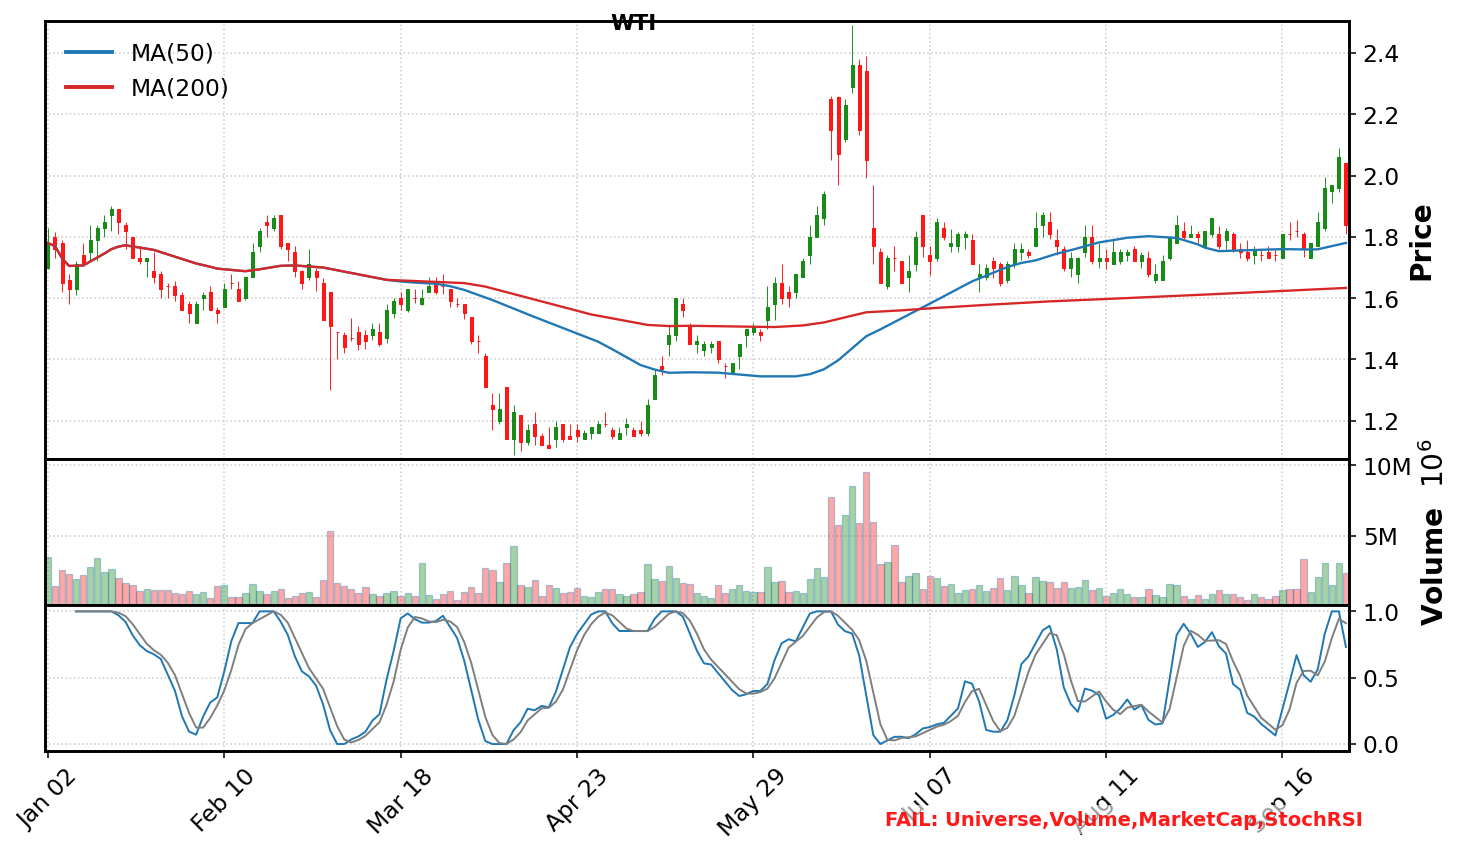 WTI
MA(50)
MA(200)
2.4
2.2
2.0
1.8
1.6
1.4
1.2
Price
10M
5M
Volume 10^6
1.0
0.5
0.0
Jan 02
Feb 10
Mar 18
Apr 23
May 29
Jul 07
Aug 11
Sep 16
FAIL: Universe,Volume,MarketCap,StochRSI